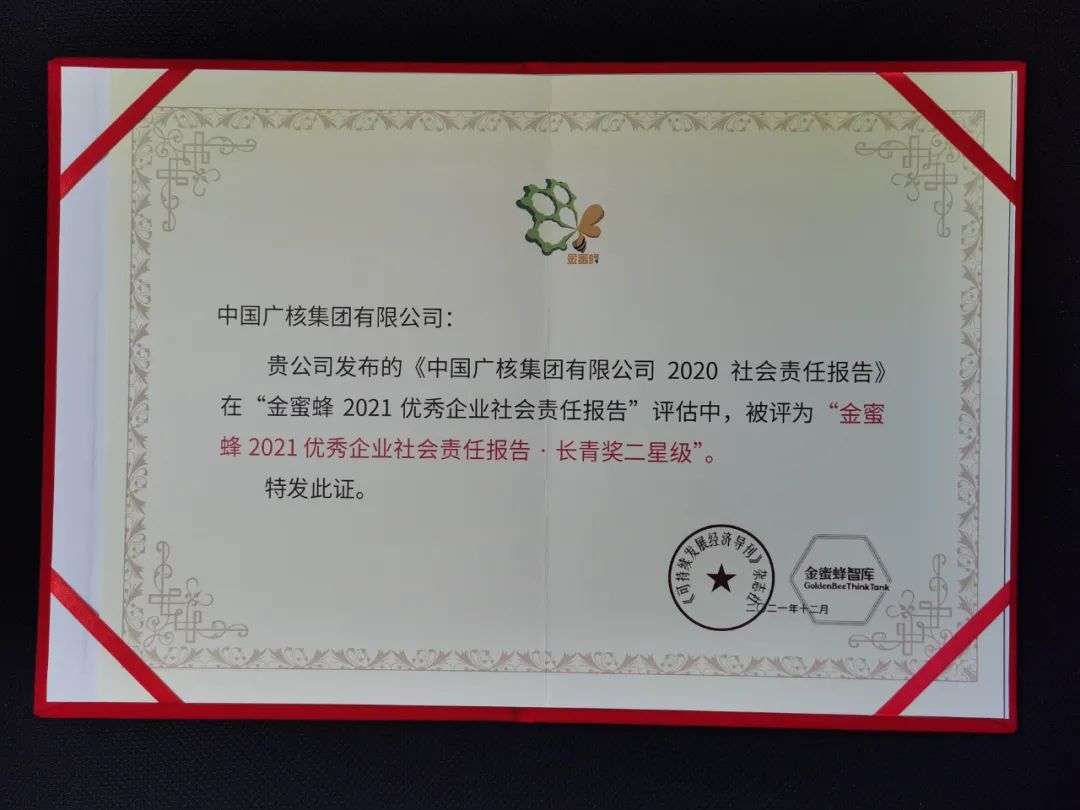 金蜜蜂
中国广核集团有限公司：
贵公司发布的《中国广核集团有限公司 2020 社会责任报告》
在“金蜜蜂 2021 优秀企业社会责任报告”评估中，被评为“金蜜
蜂 2021 优秀企业社会责任报告·长青奖二星级”。
特发此证。
《可持续发展经济导刊》杂志社
金蜜蜂智库
GoldenBeeThinkTank
二〇二一年十二月